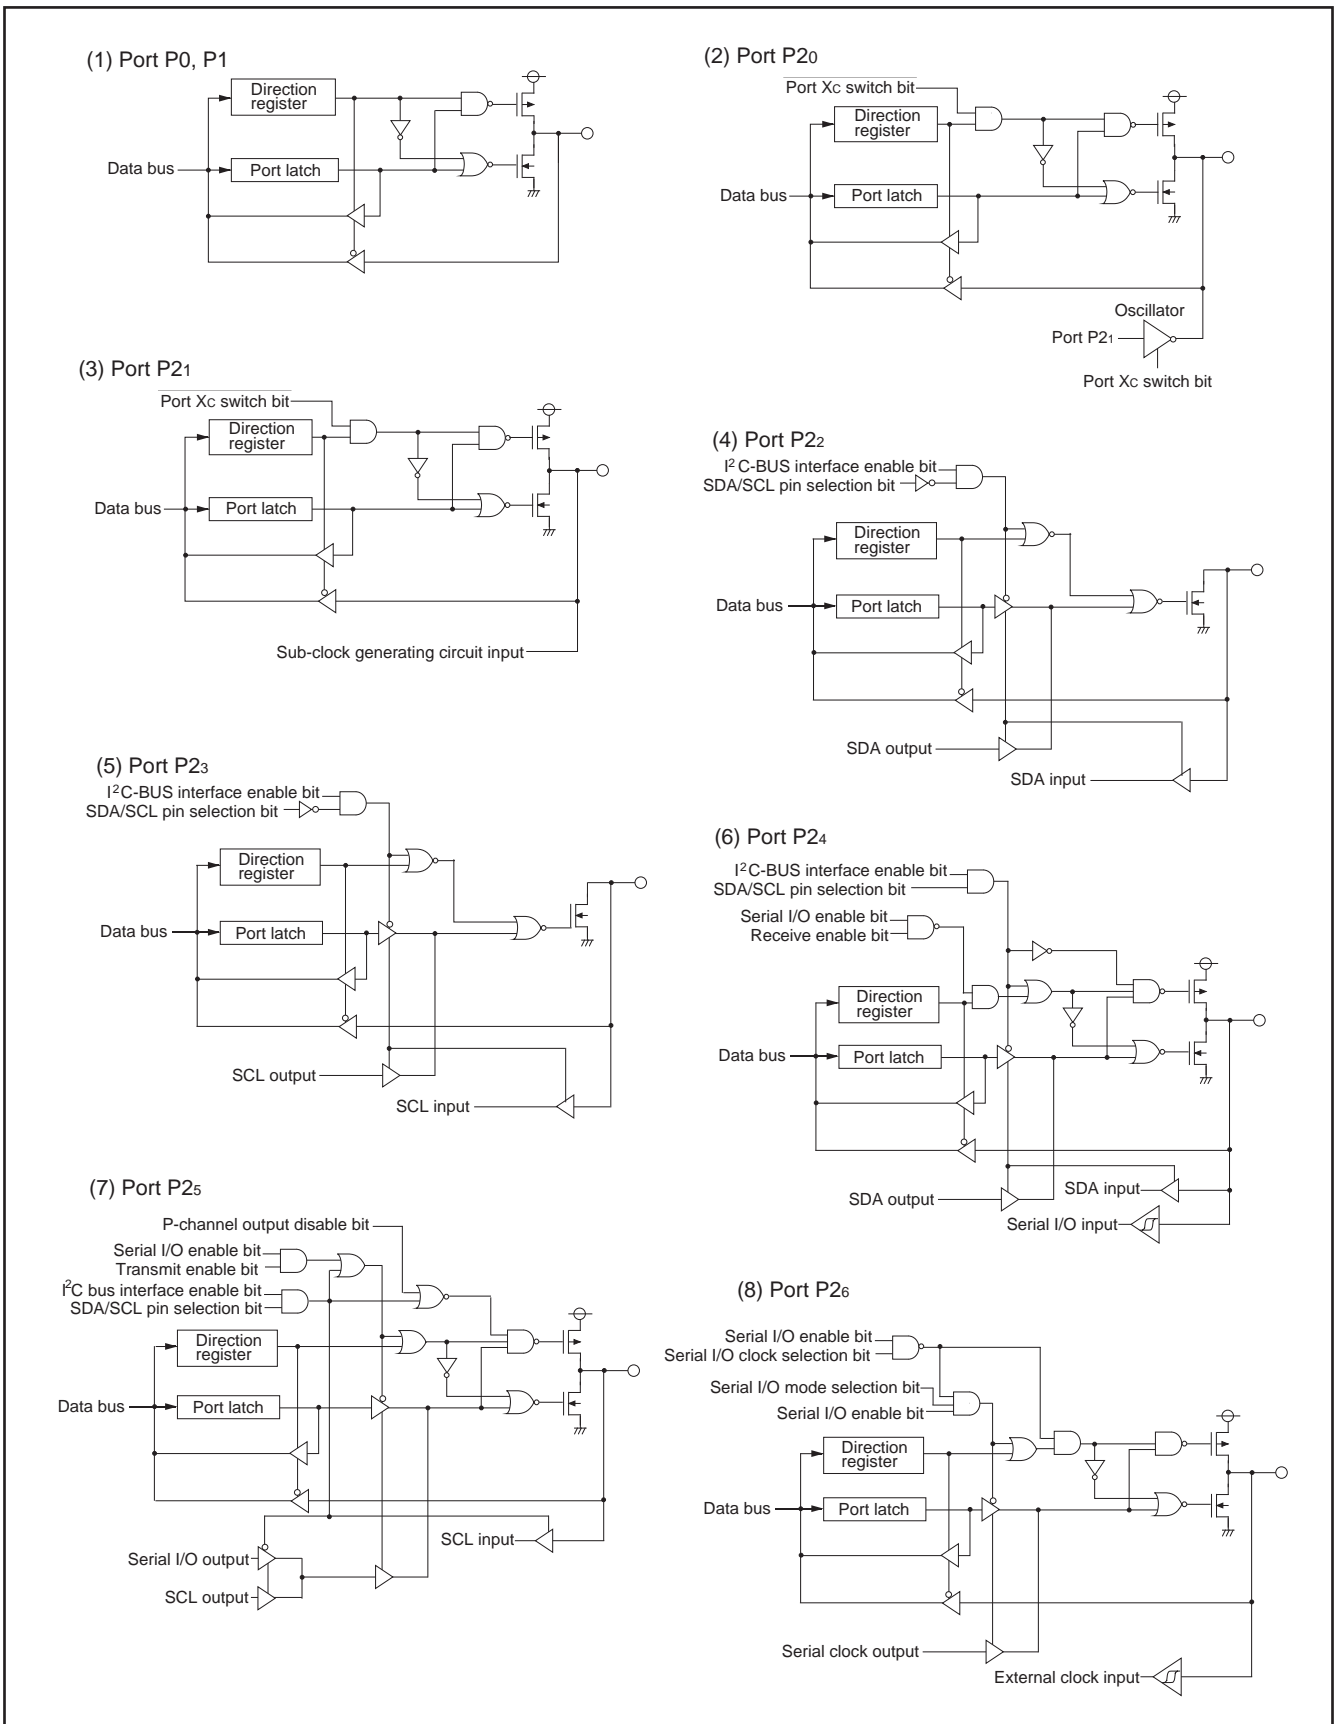 (1) Port P0, P1
Direction
register
Data bus
Port latch
(2) Port P20
Port XC switch bit
Direction
register
Data bus
Port latch
Oscillator
Port P21
Port XC switch bit
(3) Port P21
Port XC switch bit
Direction
register
Data bus
Port latch
Sub-clock generating circuit input
(4) Port P22
I2C-BUS interface enable bit
SDA/SCL pin selection bit
Direction
register
Data bus
Port latch
SDA output
SDA input
(5) Port P23
I2C-BUS interface enable bit
SDA/SCL pin selection bit
Direction
register
Data bus
Port latch
SCL output
SCL input
(6) Port P24
I2C-BUS interface enable bit
SDA/SCL pin selection bit
Serial I/O enable bit
Receive enable bit
Direction
register
Data bus
Port latch
SDA output
SDA input
Serial I/O input
(7) Port P25
P-channel output disable bit
Serial I/O enable bit
Transmit enable bit
I2C bus interface enable bit
SDA/SCL pin selection bit
Direction
register
Data bus
Port latch
SCL input
Serial I/O output
SCL output
(8) Port P26
Serial I/O enable bit
Serial I/O clock selection bit
Serial I/O mode selection bit
Serial I/O enable bit
Direction
register
Data bus
Port latch
Serial clock output
External clock input